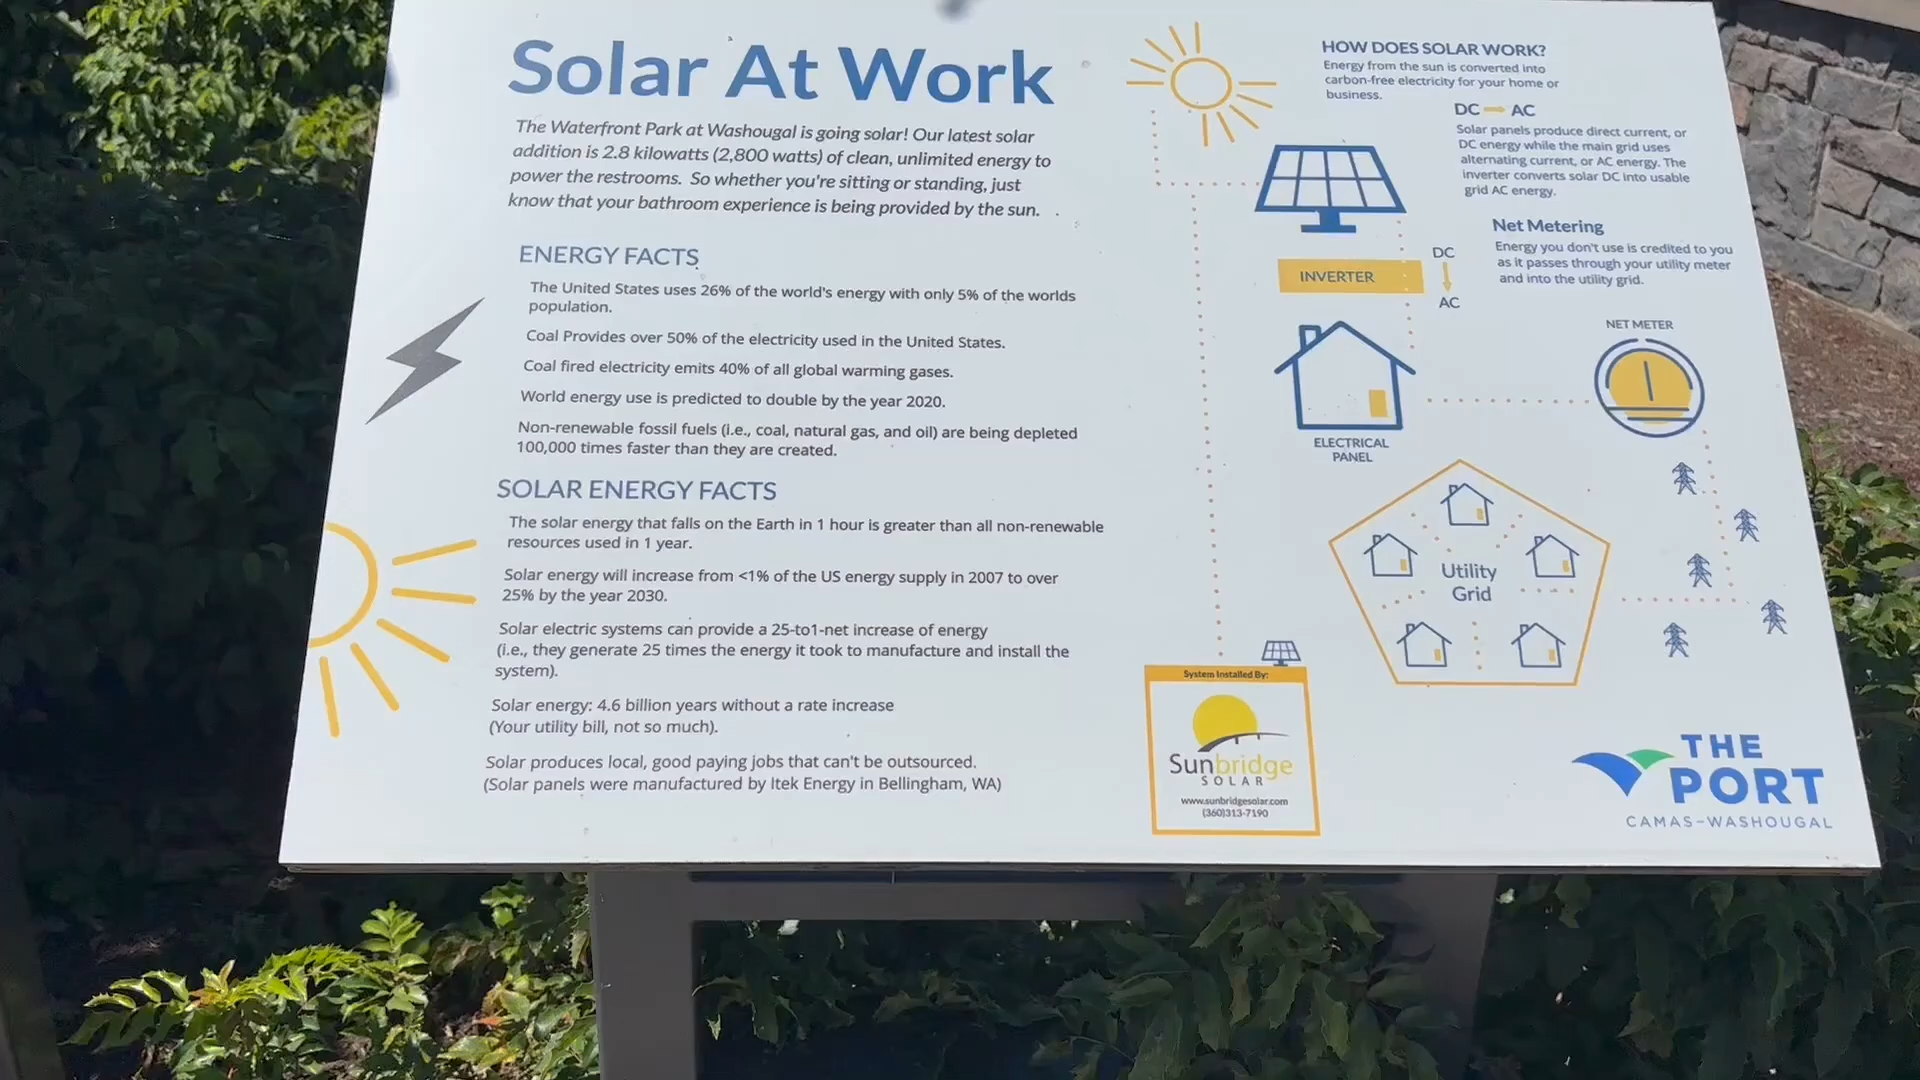 Solar At Work
The Waterfront Park at Washougal is going solar! Our latest solar
addition is 2.8 kilowatts (2,800 watts) of clean, unlimited energy to
power the restrooms. So whether you're sitting or standing, just
know that your bathroom experience is being provided by the sun.
ENERGY FACTS
The United States uses 26% of the world's energy with only 5% of the worlds
population.
Coal Provides over 50% of the electricity used in the United States.
Coal fired electricity emits 40% of all global warming gases.
World energy use is predicted to double by the year 2020.
Non-renewable fossil fuels (i.e., coal, natural gas, and oil) are being depleted
100,000 times faster than they are created.
SOLAR ENERGY FACTS
The solar energy that falls on the Earth in 1 hour is greater than all non-renewable
resources used in 1 year.
Solar energy will increase from <1% of the US energy supply in 2007 to over
25% by the year 2030.
Solar electric systems can provide a 25-to1-net increase of energy
(i.e., they generate 25 times the energy it took to manufacture and install the
system).
Solar energy: 4.6 billion years without a rate increase
(Your utility bill, not so much).
Solar produces local, good paying jobs that can't be outsourced.
(Solar panels were manufactured by Itek Energy in Bellingham, WA)
HOW DOES SOLAR WORK?
Energy from the sun is converted into
carbon-free electricity for your home or
business.
DC AC
Solar panels produce direct current, or
DC energy while the main grid uses
alternating current, or AC energy. The
inverter converts solar DC into usable
grid AC energy.
Net Metering
Energy you don't use is credited to you
as it passes through your utility meter
and into the utility grid.
INVERTER
DC
AC
NET METER
ELECTRICAL
PANEL
Utility
Grid
System Installed By:
Sunbridge
SOLAR
www.sunbridgesolar.com
(360)313-7190
THE
PORT
CAMAS-WASHOUGAL